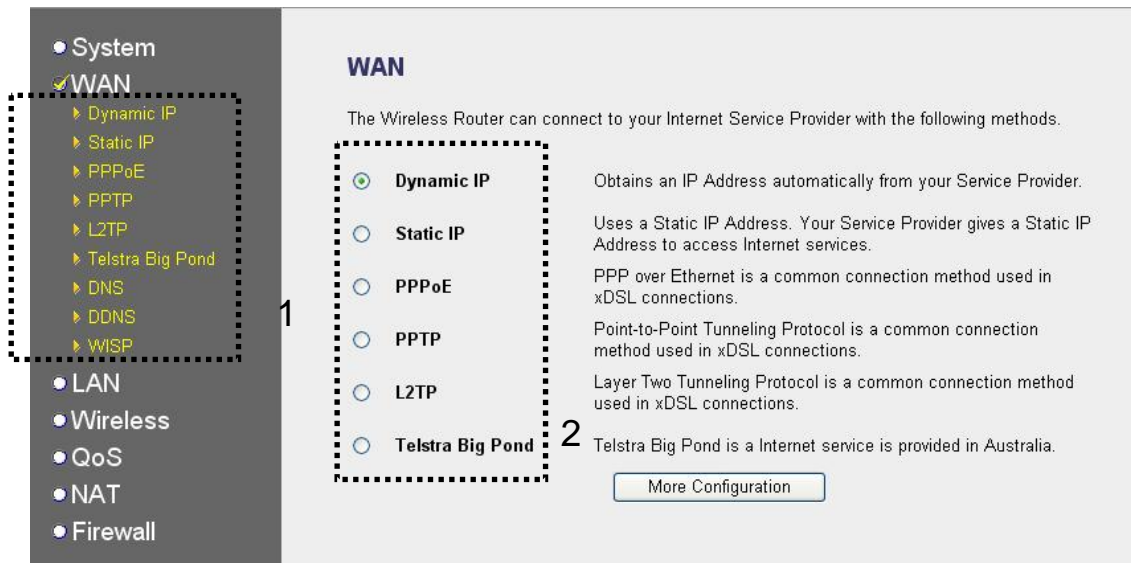 System
WAN
Dynamic IP
Static IP
PPPoE
PPTP
L2TP
Telstra Big Pond
DNS
DDNS
WISP
1
LAN
Wireless
QoS
NAT
Firewall
WAN
The Wireless Router can connect to your Internet Service Provider with the following methods.
Dynamic IP
Obtains an IP Address automatically from your Service Provider.
Static IP
Uses a Static IP Address. Your Service Provider gives a Static IP
Address to access Internet services.
PPPoE
PPP over Ethernet is a common connection method used in
xDSL connections.
PPTP
Point-to-Point Tunneling Protocol is a common connection
method used in xDSL connections.
L2TP
Layer Two Tunneling Protocol is a common connection method
used in xDSL connections.
Telstra Big Pond
2
Telstra Big Pond is a Internet service is provided in Australia.
More Configuration